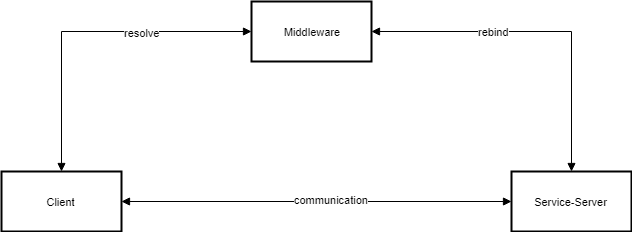 Middleware
resolve
rebind
Client
communication
Service-Server